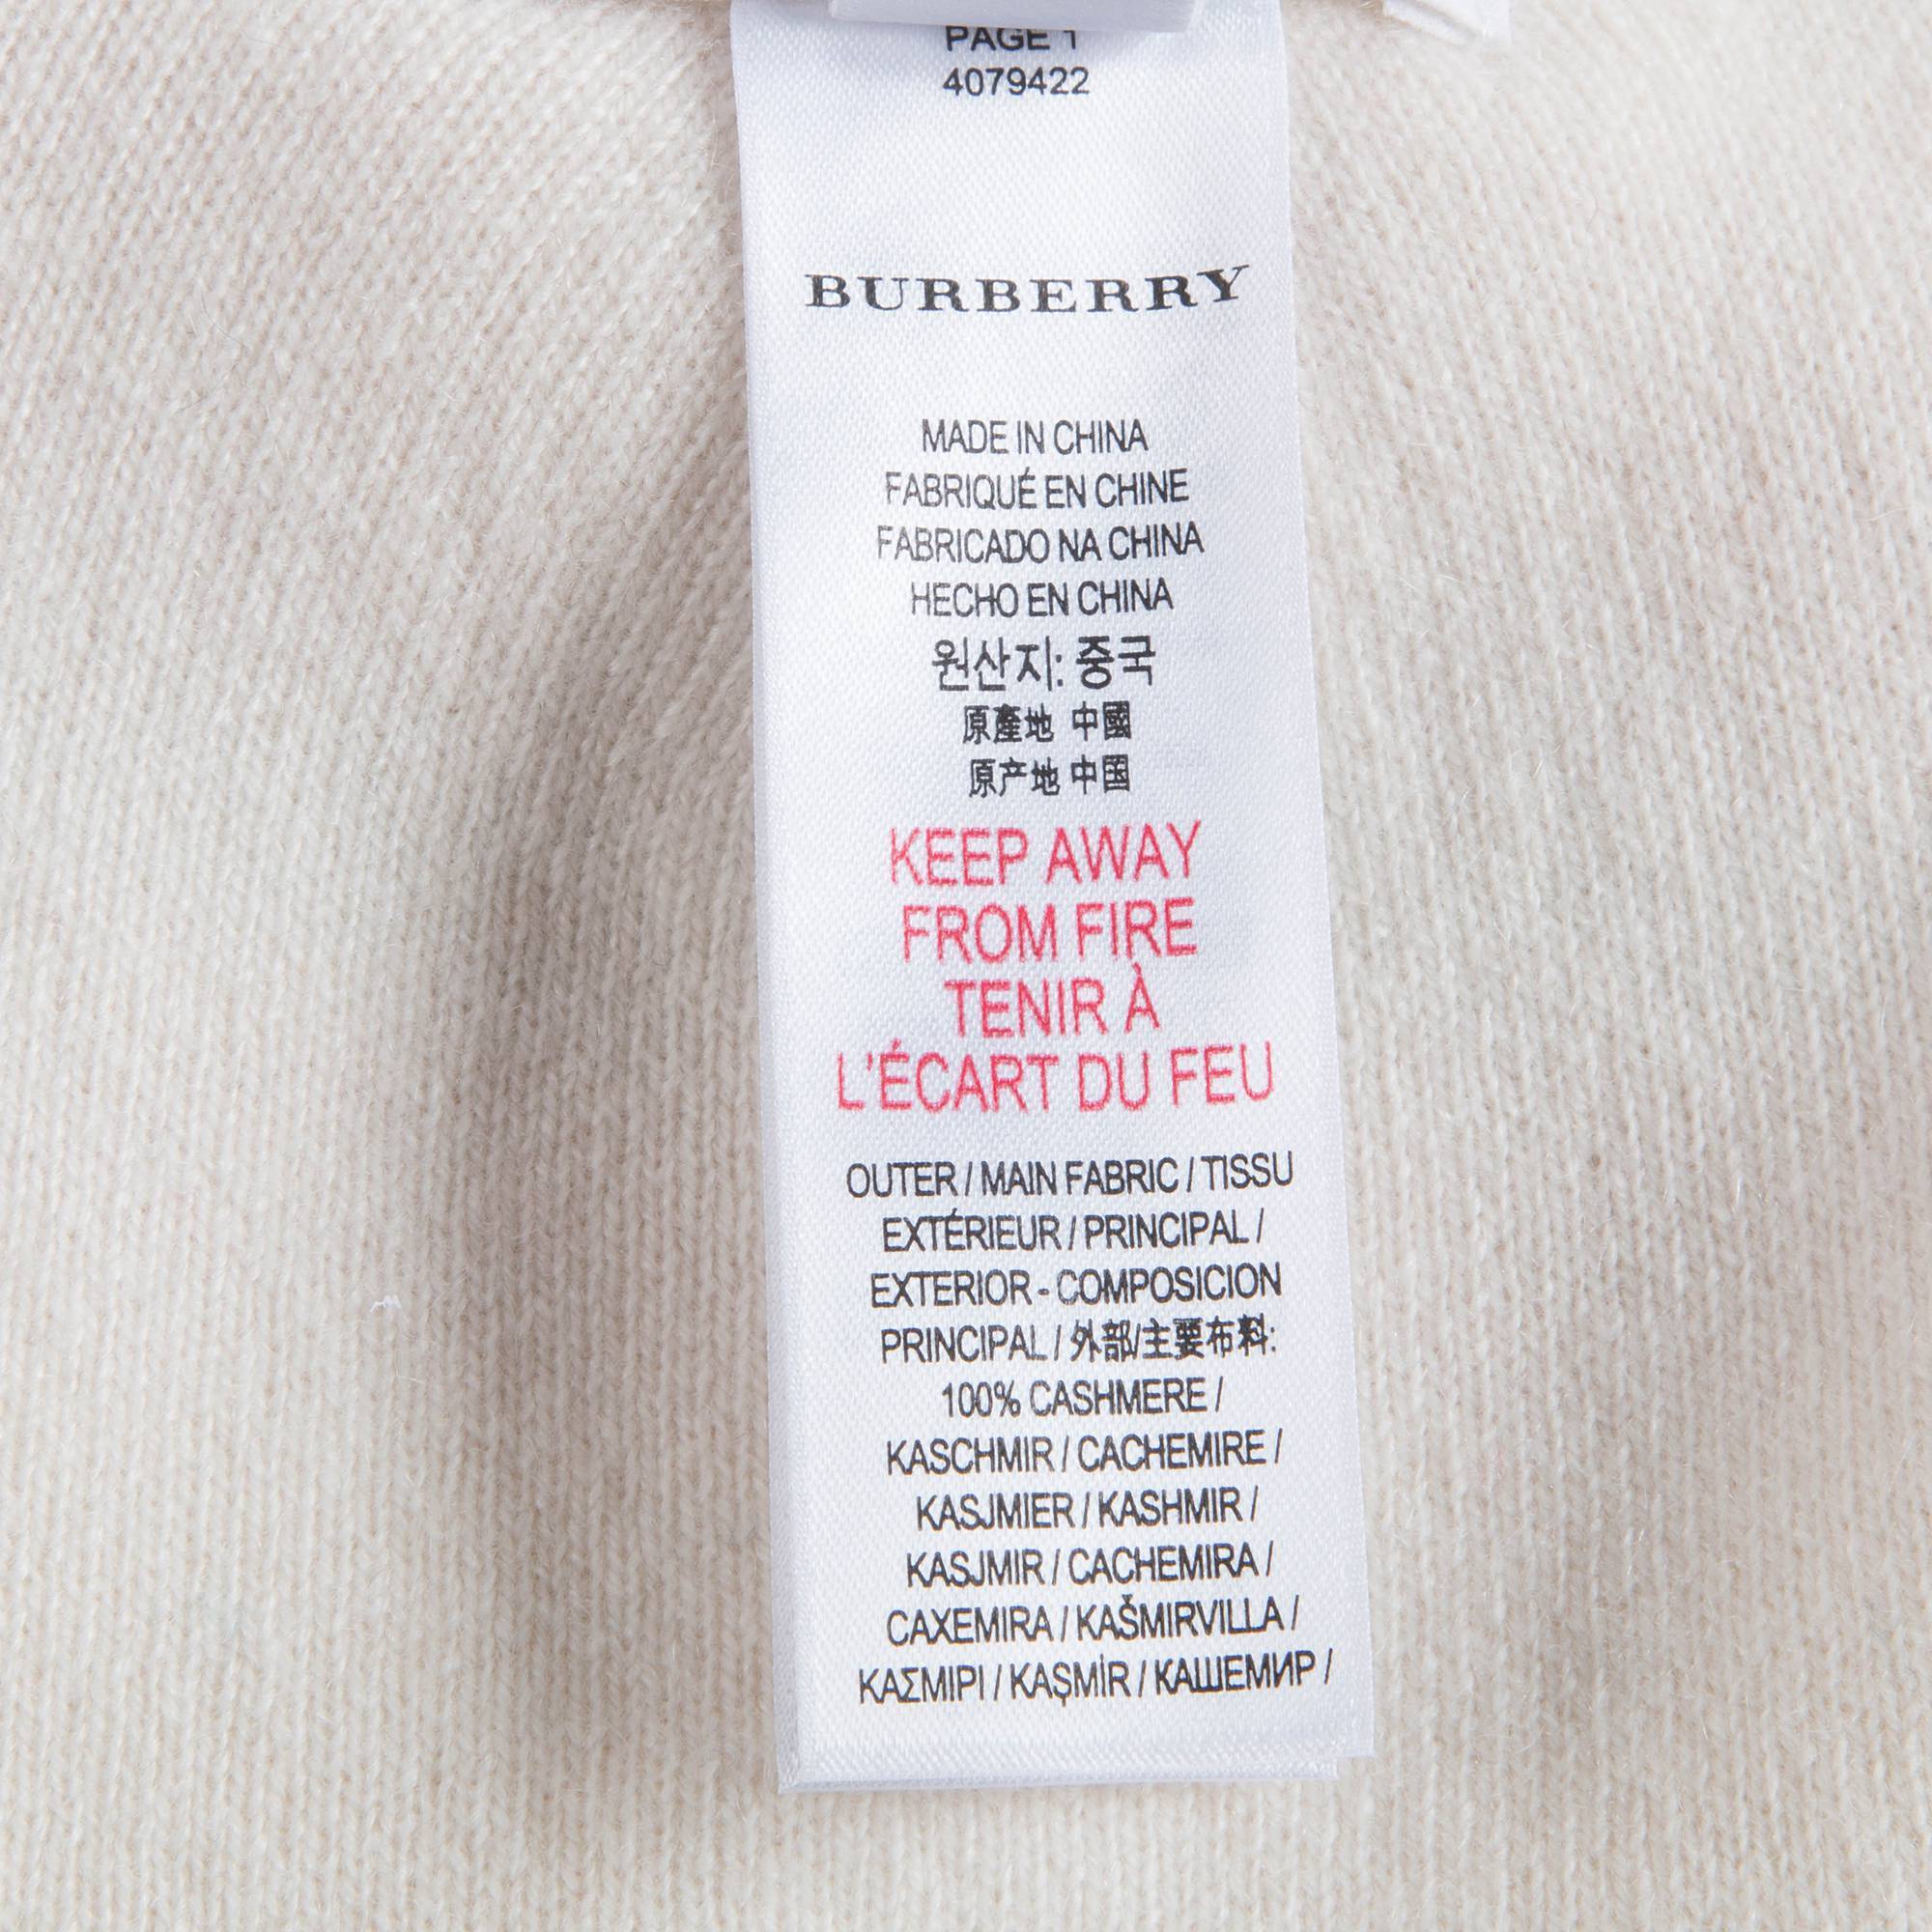 PAGE 1
4079422
BURBERRY
MADE IN CHINA
FABRIQUÉ EN CHINE
FABRICADO NA CHINA
HECHO EN CHINA
원산지: 중국
原產地 中國
原产地 中国
KEEP AWAY
FROM FIRE
TENIR À
L'ÉCART DU FEU
OUTER / MAIN FABRIC / TISSU
EXTÉRIEUR / PRINCIPAL /
EXTERIOR - COMPOSICION
PRINCIPAL / 外部/主要布料:
100% CASHMERE /
KASCHMIR / CACHEMIRE /
KASJMIER / KASHMIR /
KASJMIR / CACHEMIRA /
CAXEMIRA / KAŠMIRVILLA /
ΚΑΣΜΙΡΙ / KAŞMİR / КАШЕМИР /